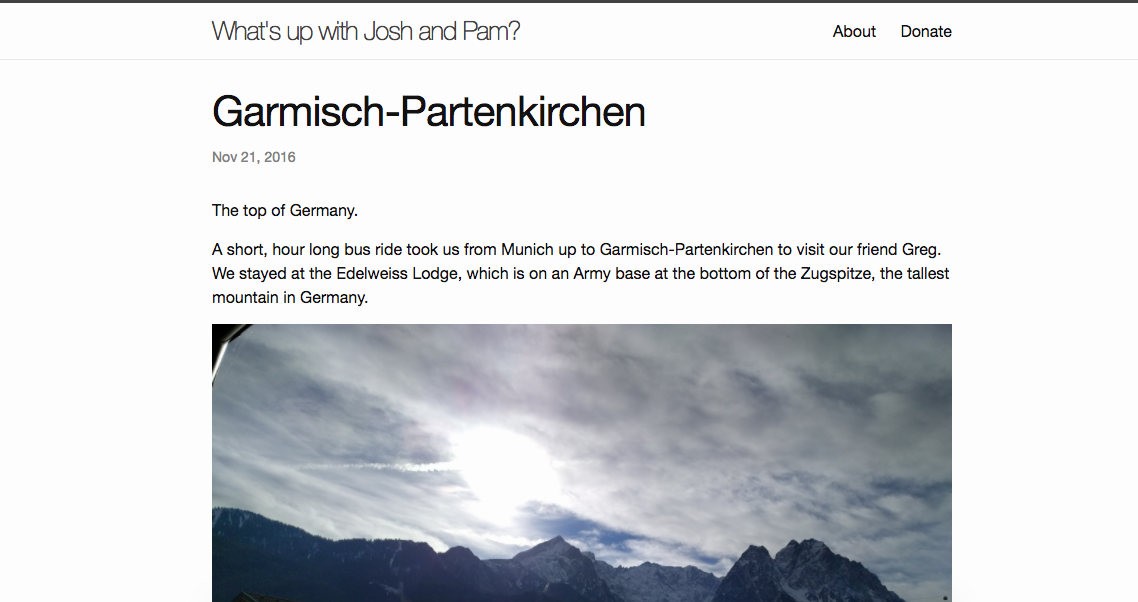 What's up with Josh and Pam?
About Donate
Garmisch-Partenkirchen
Nov 21, 2016
The top of Germany.
A short, hour long bus ride took us from Munich up to Garmisch-Partenkirchen to visit our friend Greg.
We stayed at the Edelweiss Lodge, which is on an Army base at the bottom of the Zugspitze, the tallest
mountain in Germany.